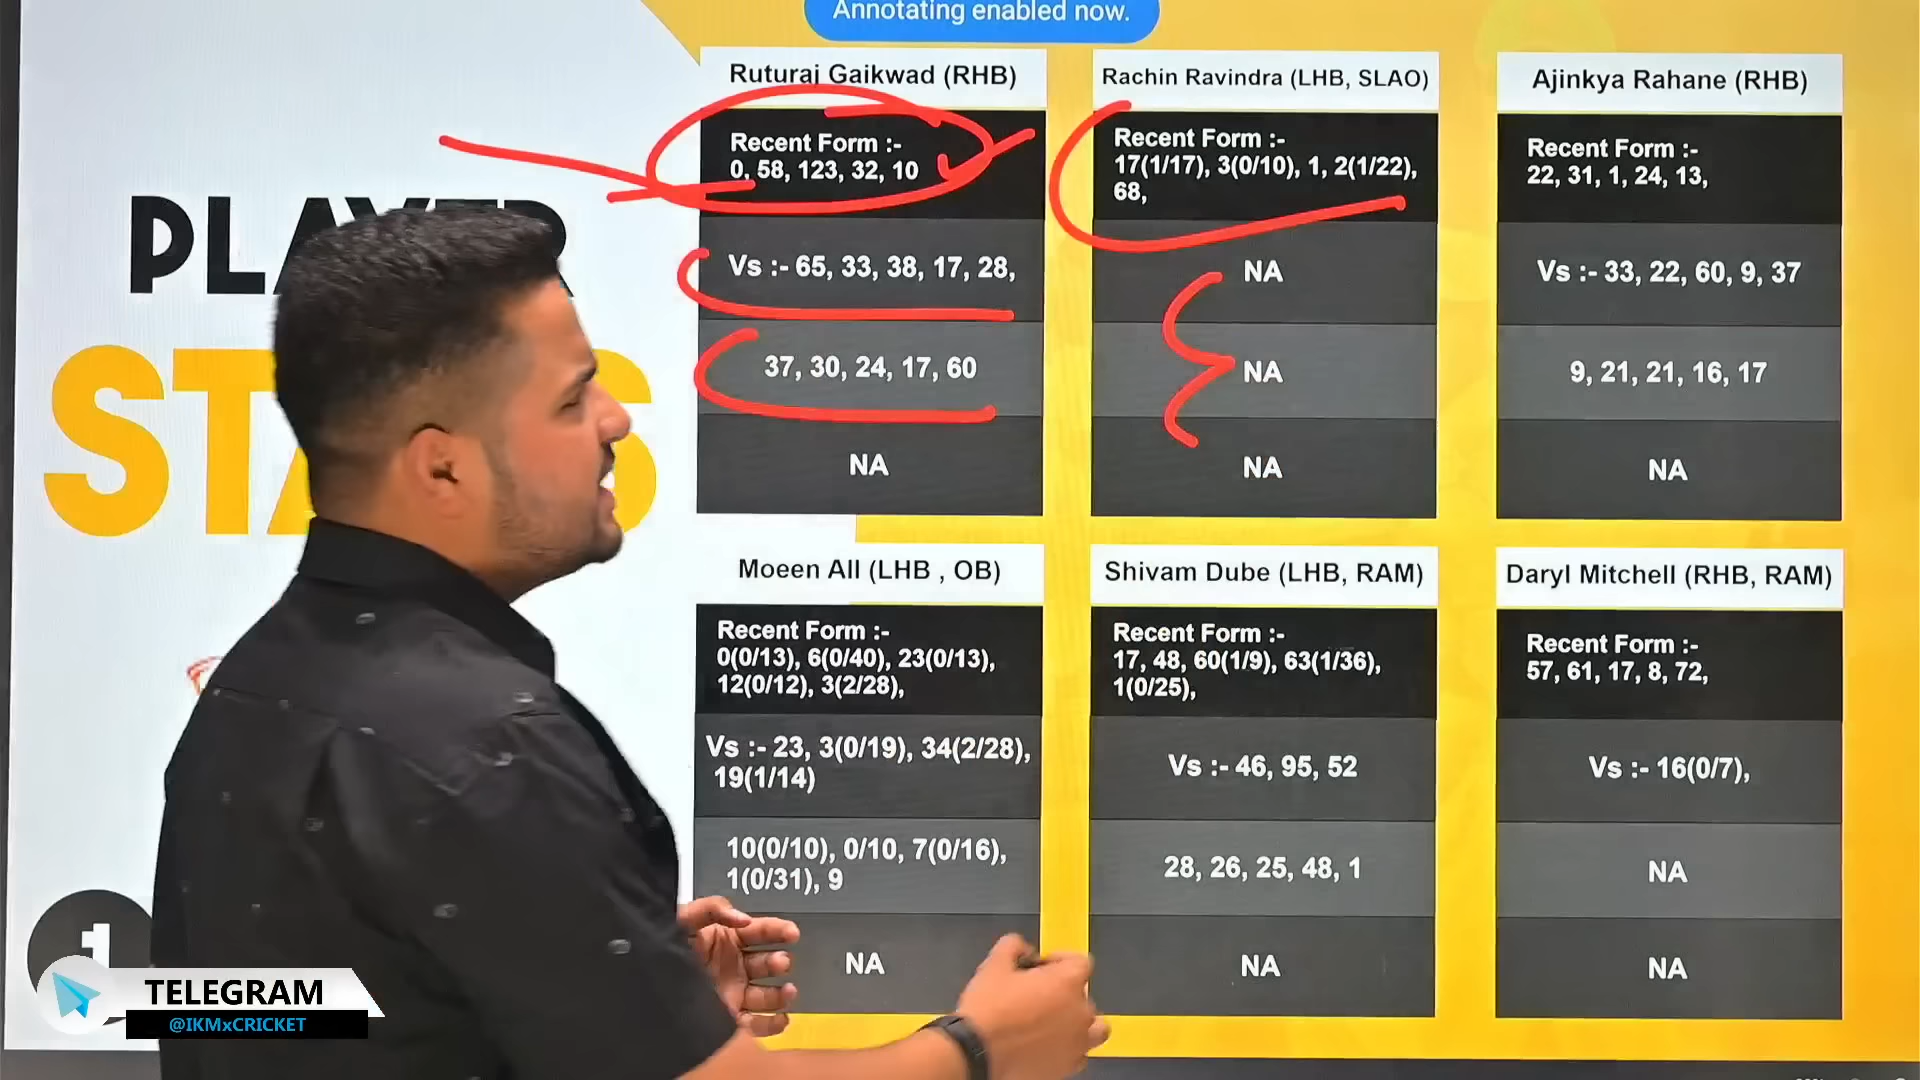 Annotating enabled now.
Ruturaj Gaikwad (RHB)
Recent Form :-
0, 58, 123, 32, 10
Vs :- 65, 33, 38, 17, 28,
37, 30, 24, 17, 60
NA
Rachin Ravindra (LHB, SLAO)
Recent Form :-
17(1/17), 3(0/10), 1, 2(1/22),
68,
NA
NA
NA
Ajinkya Rahane (RHB)
Recent Form :-
22, 31, 1, 24, 13,
Vs :- 33, 22, 60, 9, 37
9, 21, 21, 16, 17
NA
PLAYER
Moeen All (LHB , OB)
Recent Form :-
0(0/13), 6(0/40), 23(0/13),
12(0/12), 3(2/28),
Vs :- 23, 3(0/19), 34(2/28),
19(1/14)
10(0/10), 0/10, 7(0/16),
1(0/31), 9
NA
Shivam Dube (LHB, RAM)
Recent Form :-
17, 48, 60(1/9), 63(1/36),
1(0/25),
Vs :- 46, 95, 52
28, 26, 25, 48, 1
NA
Daryl Mitchell (RHB, RAM)
Recent Form :-
57, 61, 17, 8, 72,
Vs :- 16(0/7),
NA
NA
1
TELEGRAM
@IKMxCRICKET